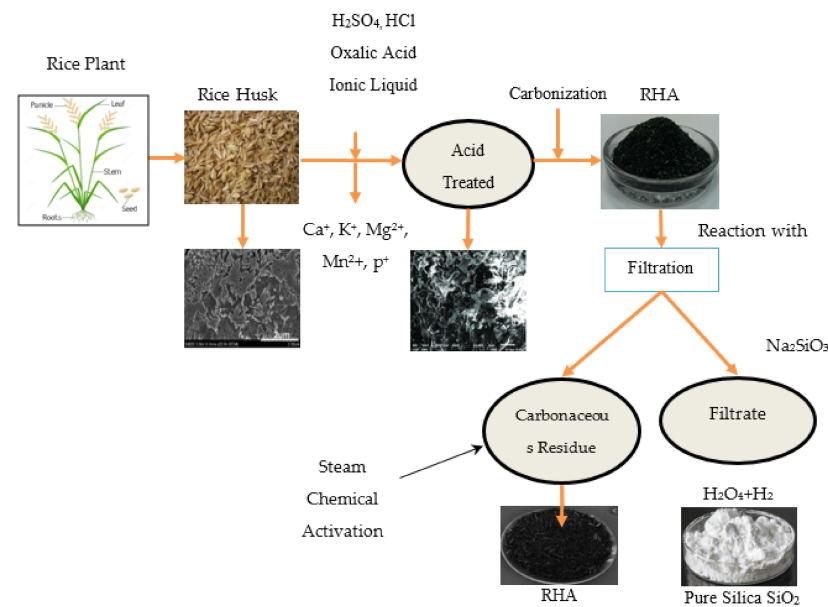 H₂SO₄, HCl
Oxalic Acid
Ionic Liquid
Rice Plant
Rice Husk
Carbonization
RHA
Panicle
Leaf
Stem
Seed
Roots
Acid
Treated
Ca⁺, K⁺, Mg²⁺,
Mn²⁺, p⁺
Reaction with
Filtration
Na₂SiO₃
Carbonaceou
s Residue
Filtrate
Steam
Chemical
Activation
H₂O₄+H₂
RHA
Pure Silica SiO₂